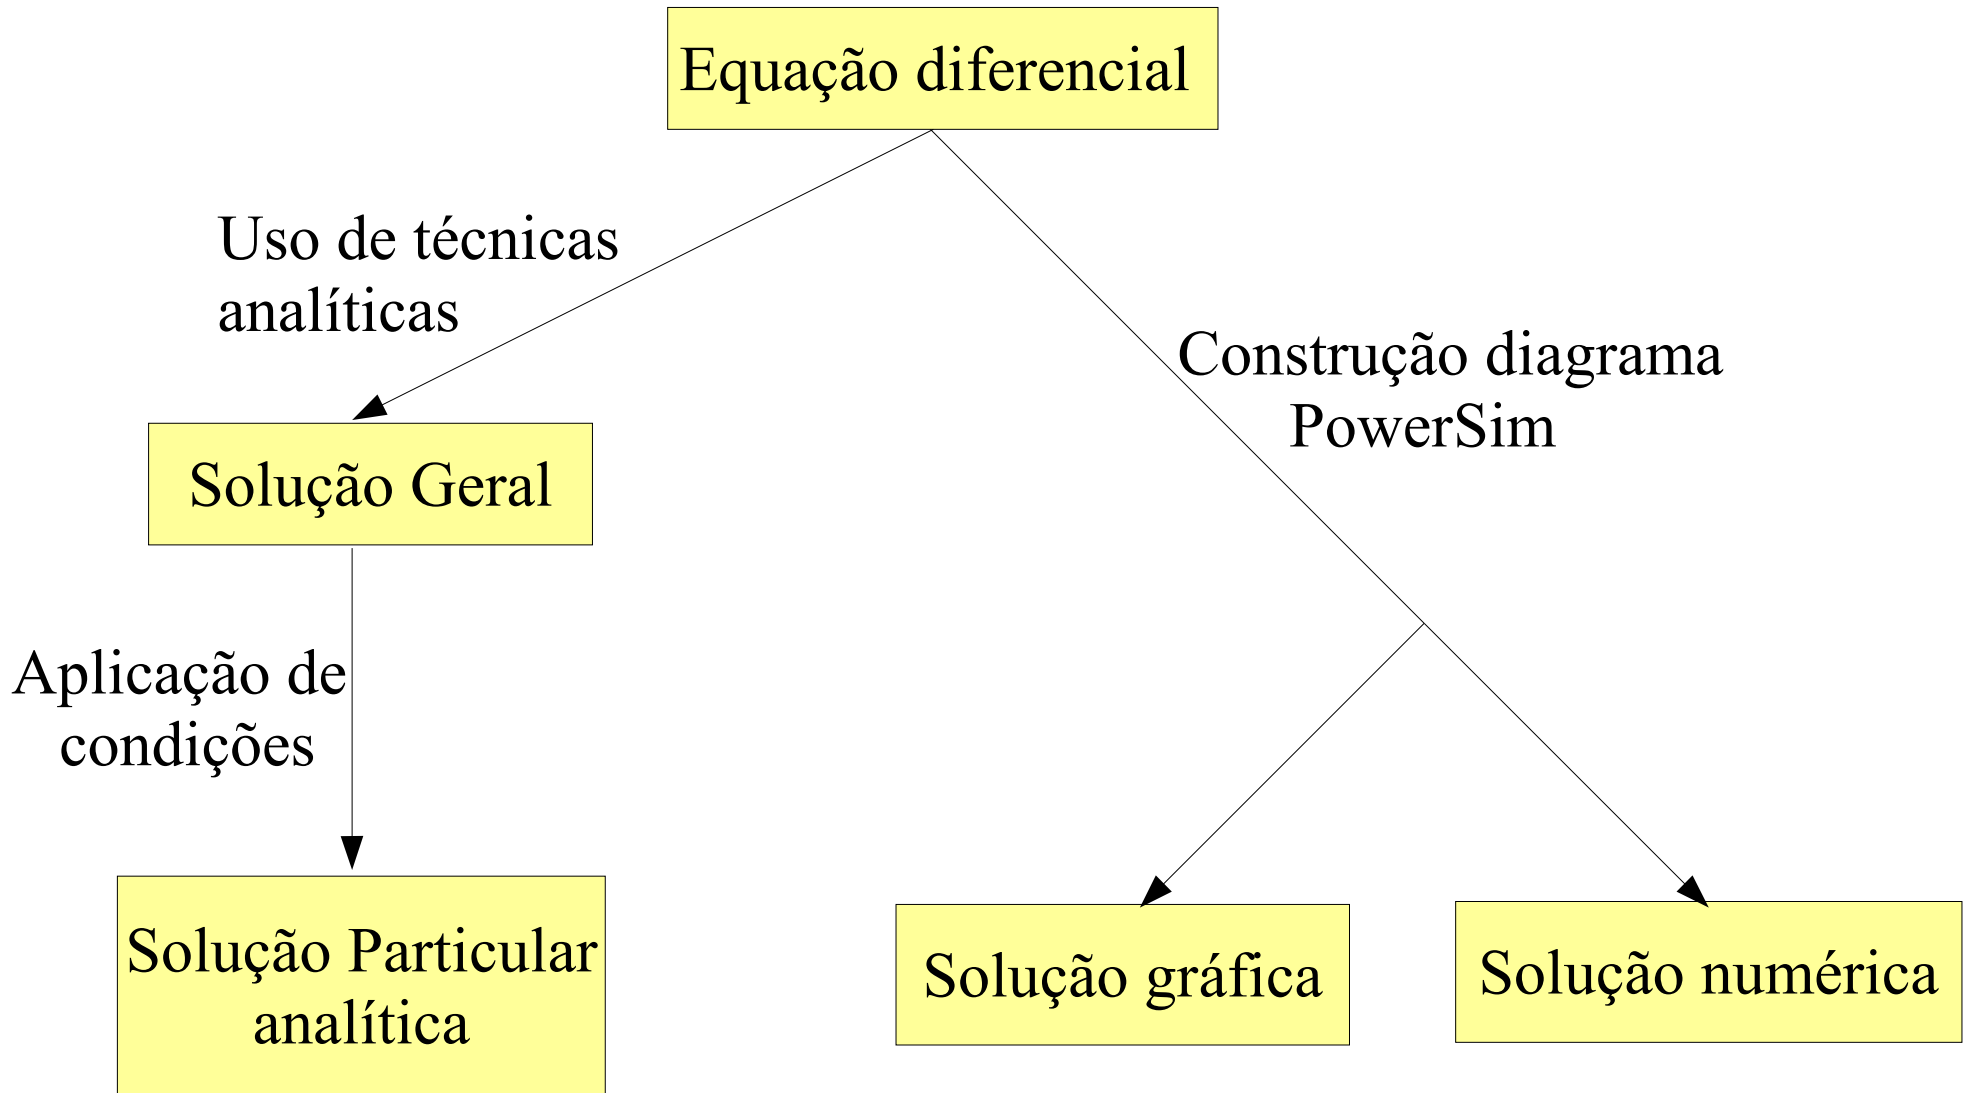 Equação diferencial
Uso de técnicas
analíticas
Construção diagrama
PowerSim
Solução Geral
Aplicação de
condições
Solução Particular
analítica
Solução gráfica
Solução numérica